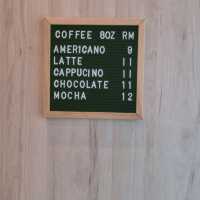 COFFEE 8OZ RM
AMERICANO 9
LATTE 11
CAPPUCINO 11
CHOCOLATE 11
MOCHA 12